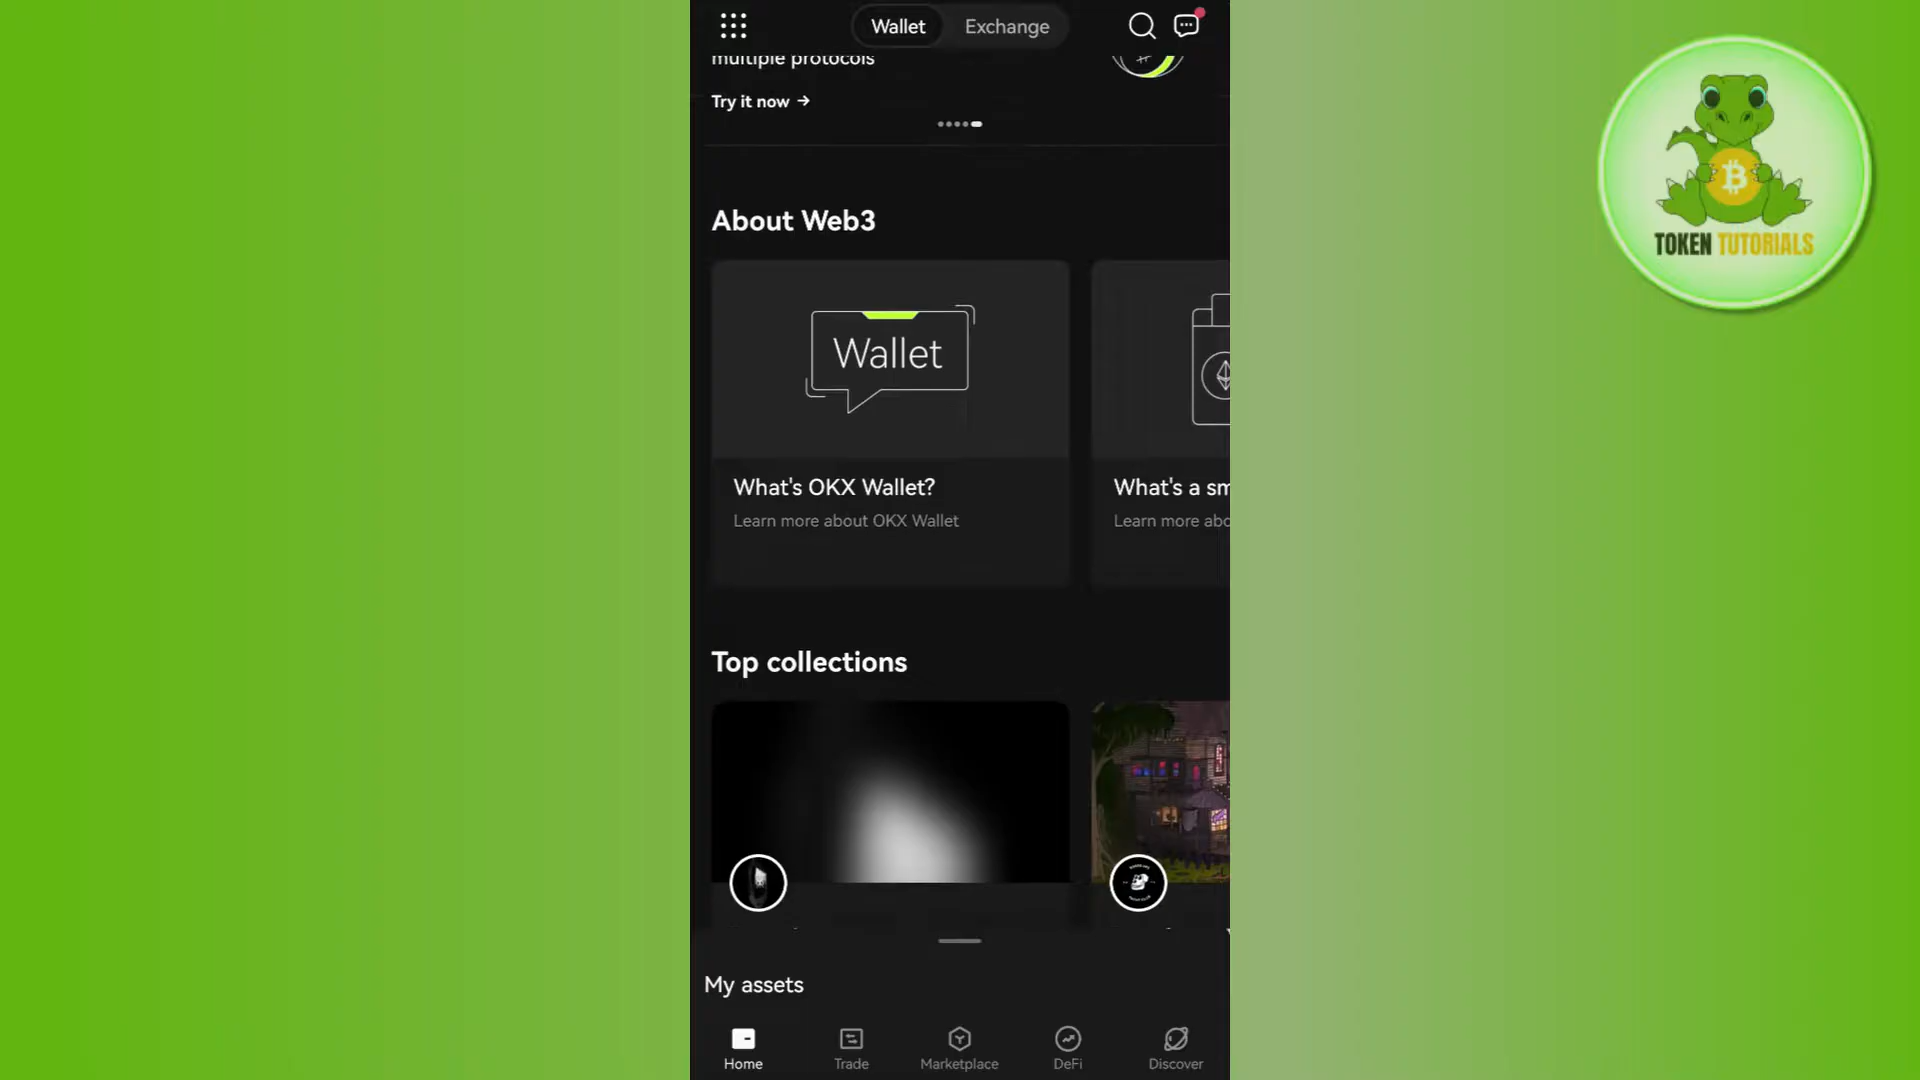 Wallet Exchange
multiple protocols
Try it now →
About Web3
Wallet
What's OKX Wallet?
Learn more about OKX Wallet
What's a sm
Learn more abo
Top collections
My assets
Home Trade Marketplace DeFi Discover
TOKEN TUTORIALS